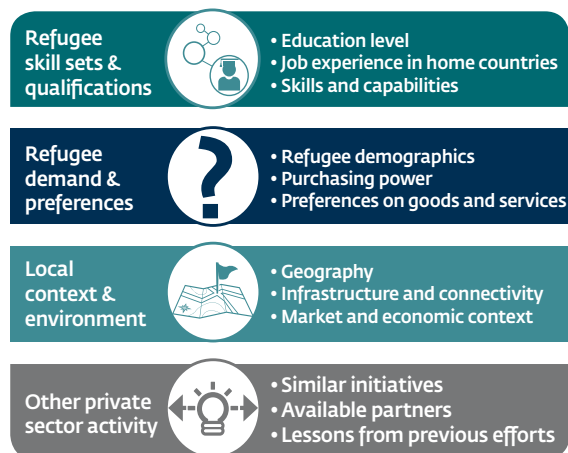 Refugee
skill sets &
qualifications
• Education level
• Job experience in home countries
• Skills and capabilities
Refugee
demand &
preferences
?
• Refugee demographics
• Purchasing power
• Preferences on goods and services
Local
context &
environment
• Geography
• Infrastructure and connectivity
• Market and economic context
Other private
sector activity
• Similar initiatives
• Available partners
• Lessons from previous efforts